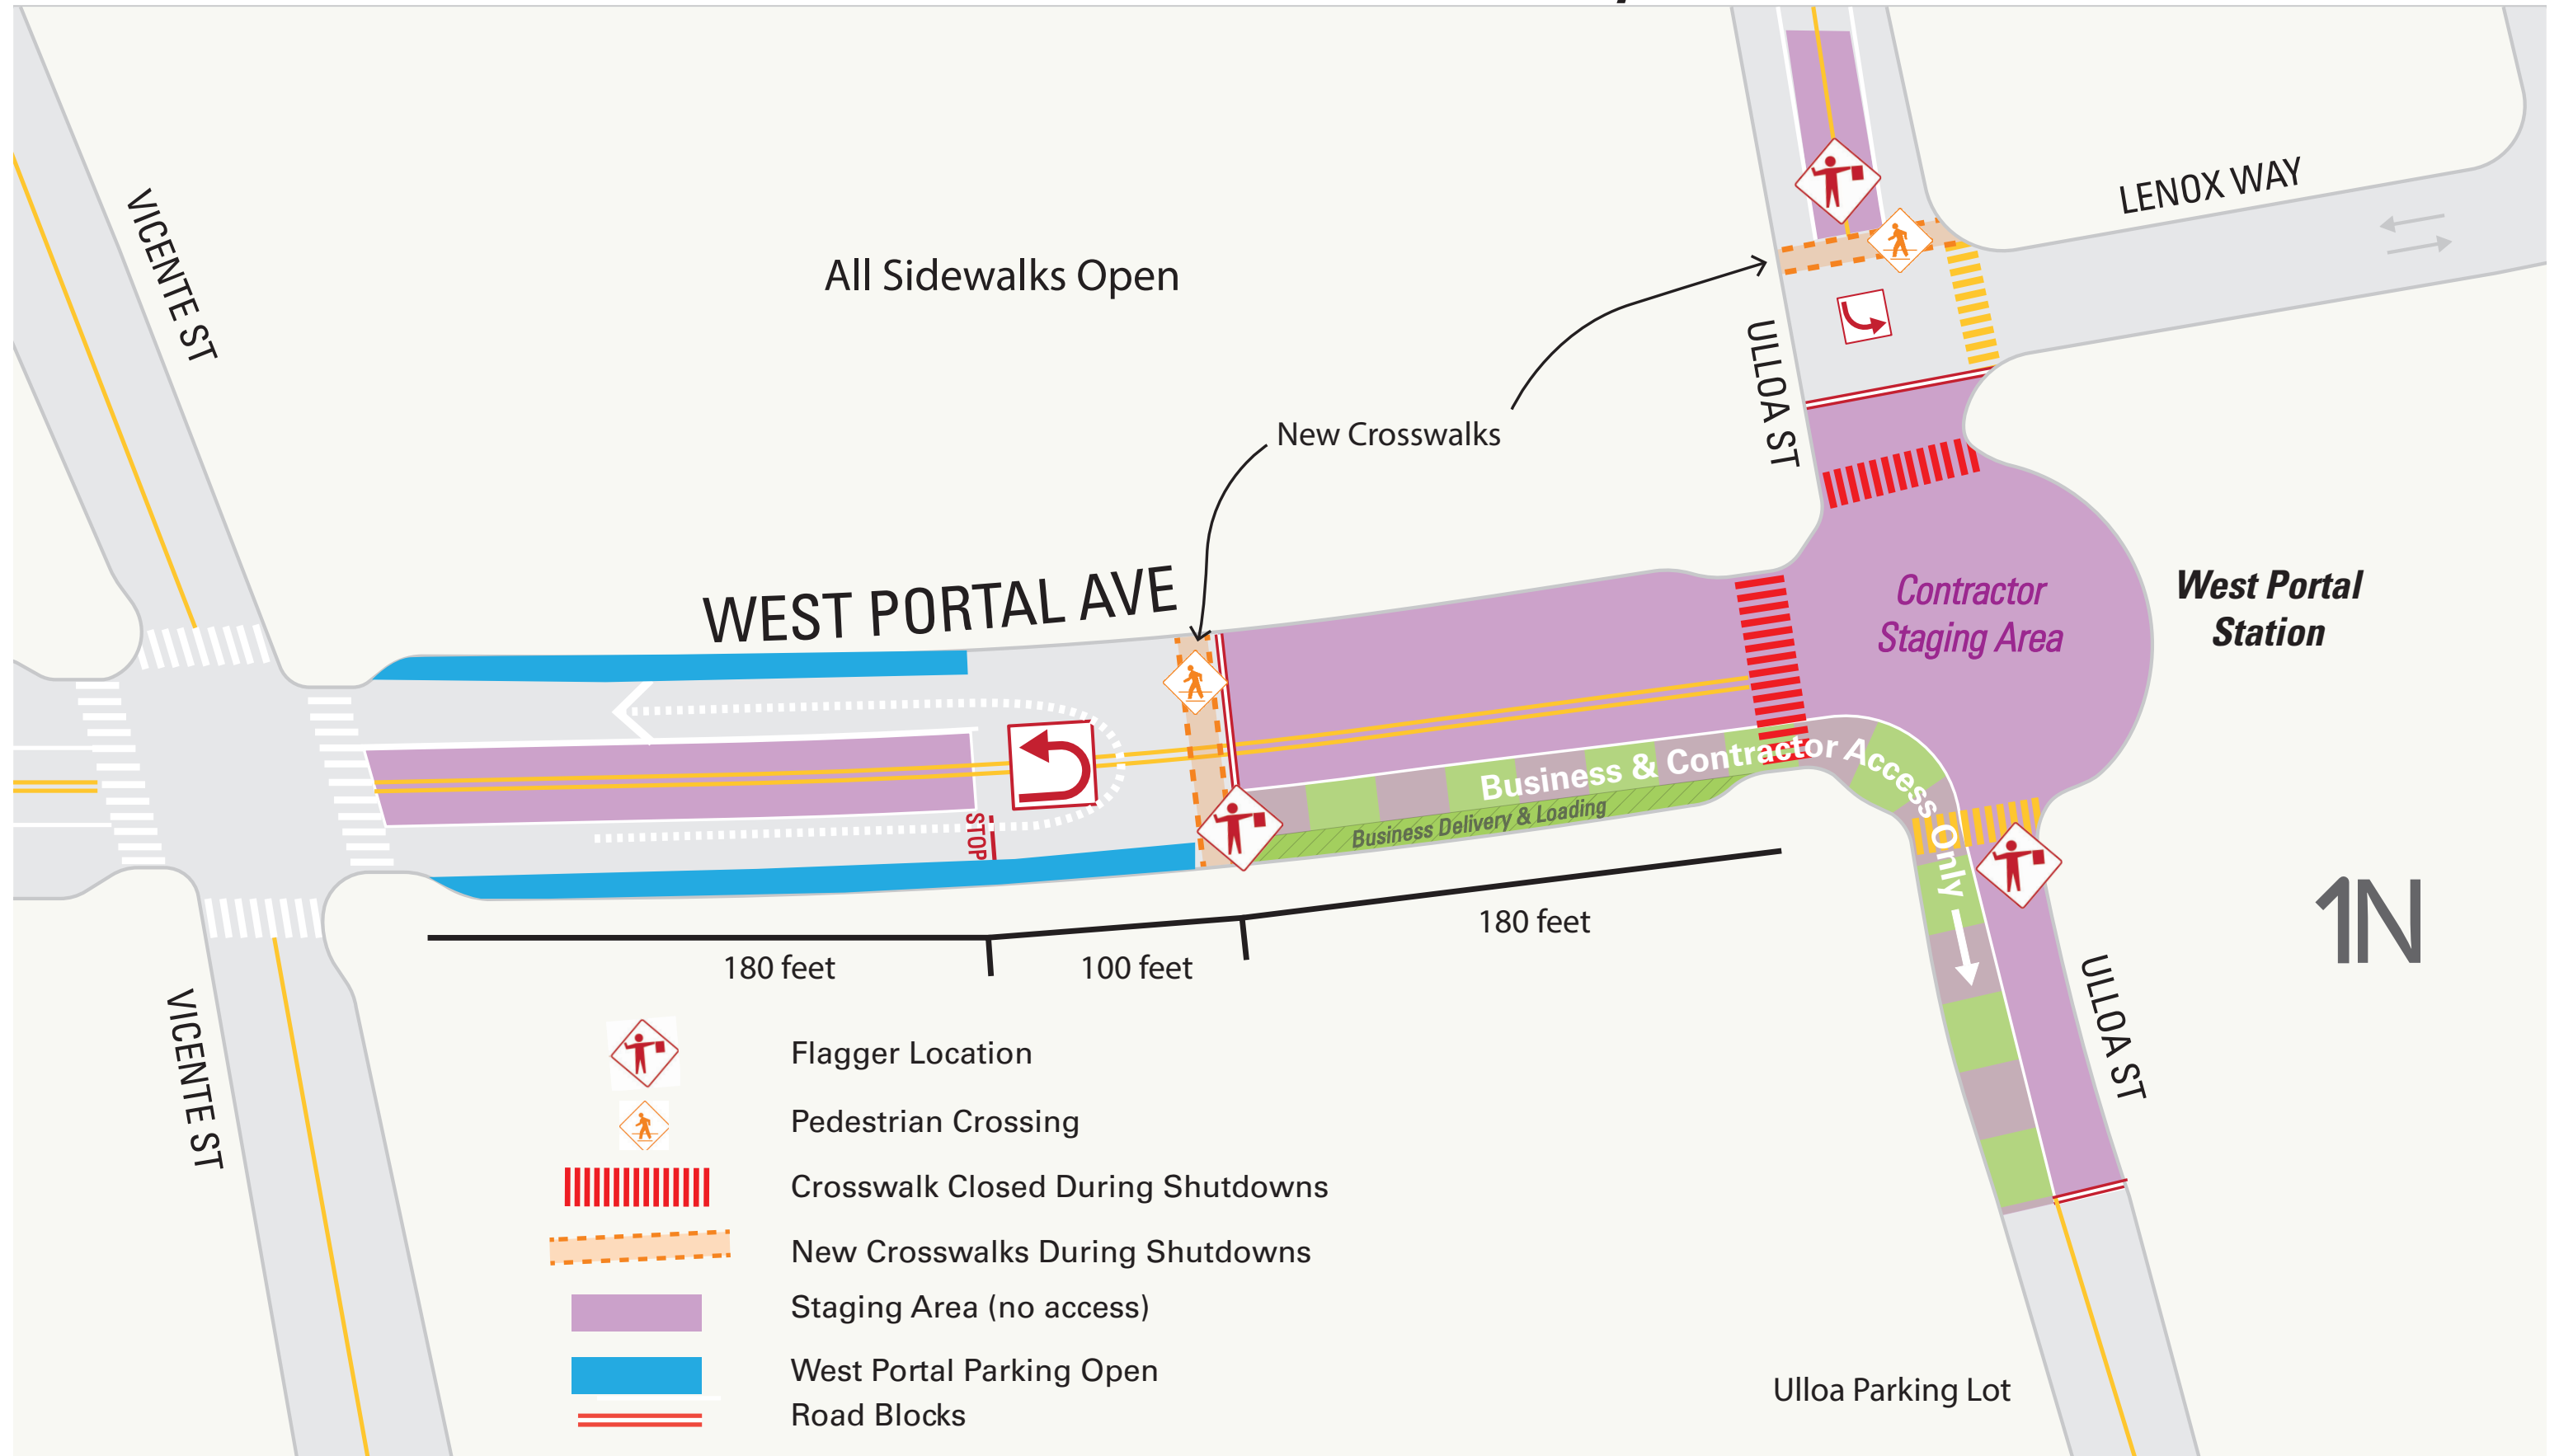 VICENTE ST
All Sidewalks Open
LENOX WAY
ULLOA ST
New Crosswalks
WEST PORTAL AVE
Contractor
Staging Area
West Portal
Station
Business & Contractor Access Only
Business Delivery & Loading
STOP
180 feet
100 feet
180 feet
1N
VICENTE ST
ULLOA ST
Flagger Location
Pedestrian Crossing
Crosswalk Closed During Shutdowns
New Crosswalks During Shutdowns
Staging Area (no access)
West Portal Parking Open
Road Blocks
Ulloa Parking Lot